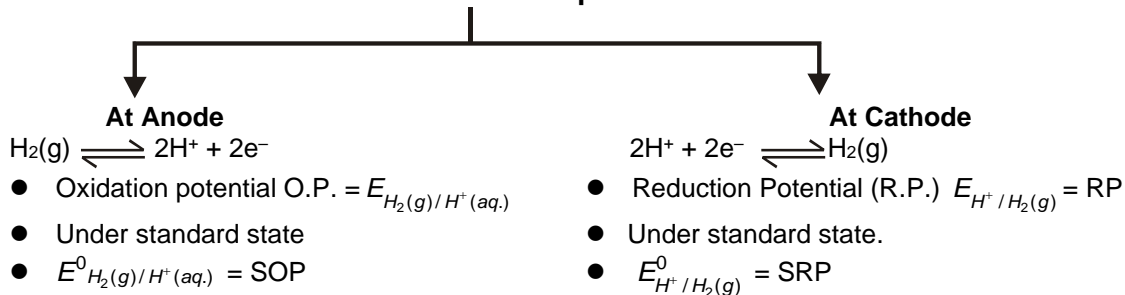 At Anode
At Cathode
H₂(g) ⇌ 2H⁺ + 2e⁻
2H⁺ + 2e⁻ ⇌ H₂(g)
● Oxidation potential O.P. = E_{H₂(g)/H⁺(aq.)}
● Reduction Potential (R.P.) E_{H⁺/H₂(g)} = RP
● Under standard state
● Under standard state.
● E⁰_{H₂(g)/H⁺(aq.)} = SOP
● E⁰_{H⁺/H₂(g)} = SRP